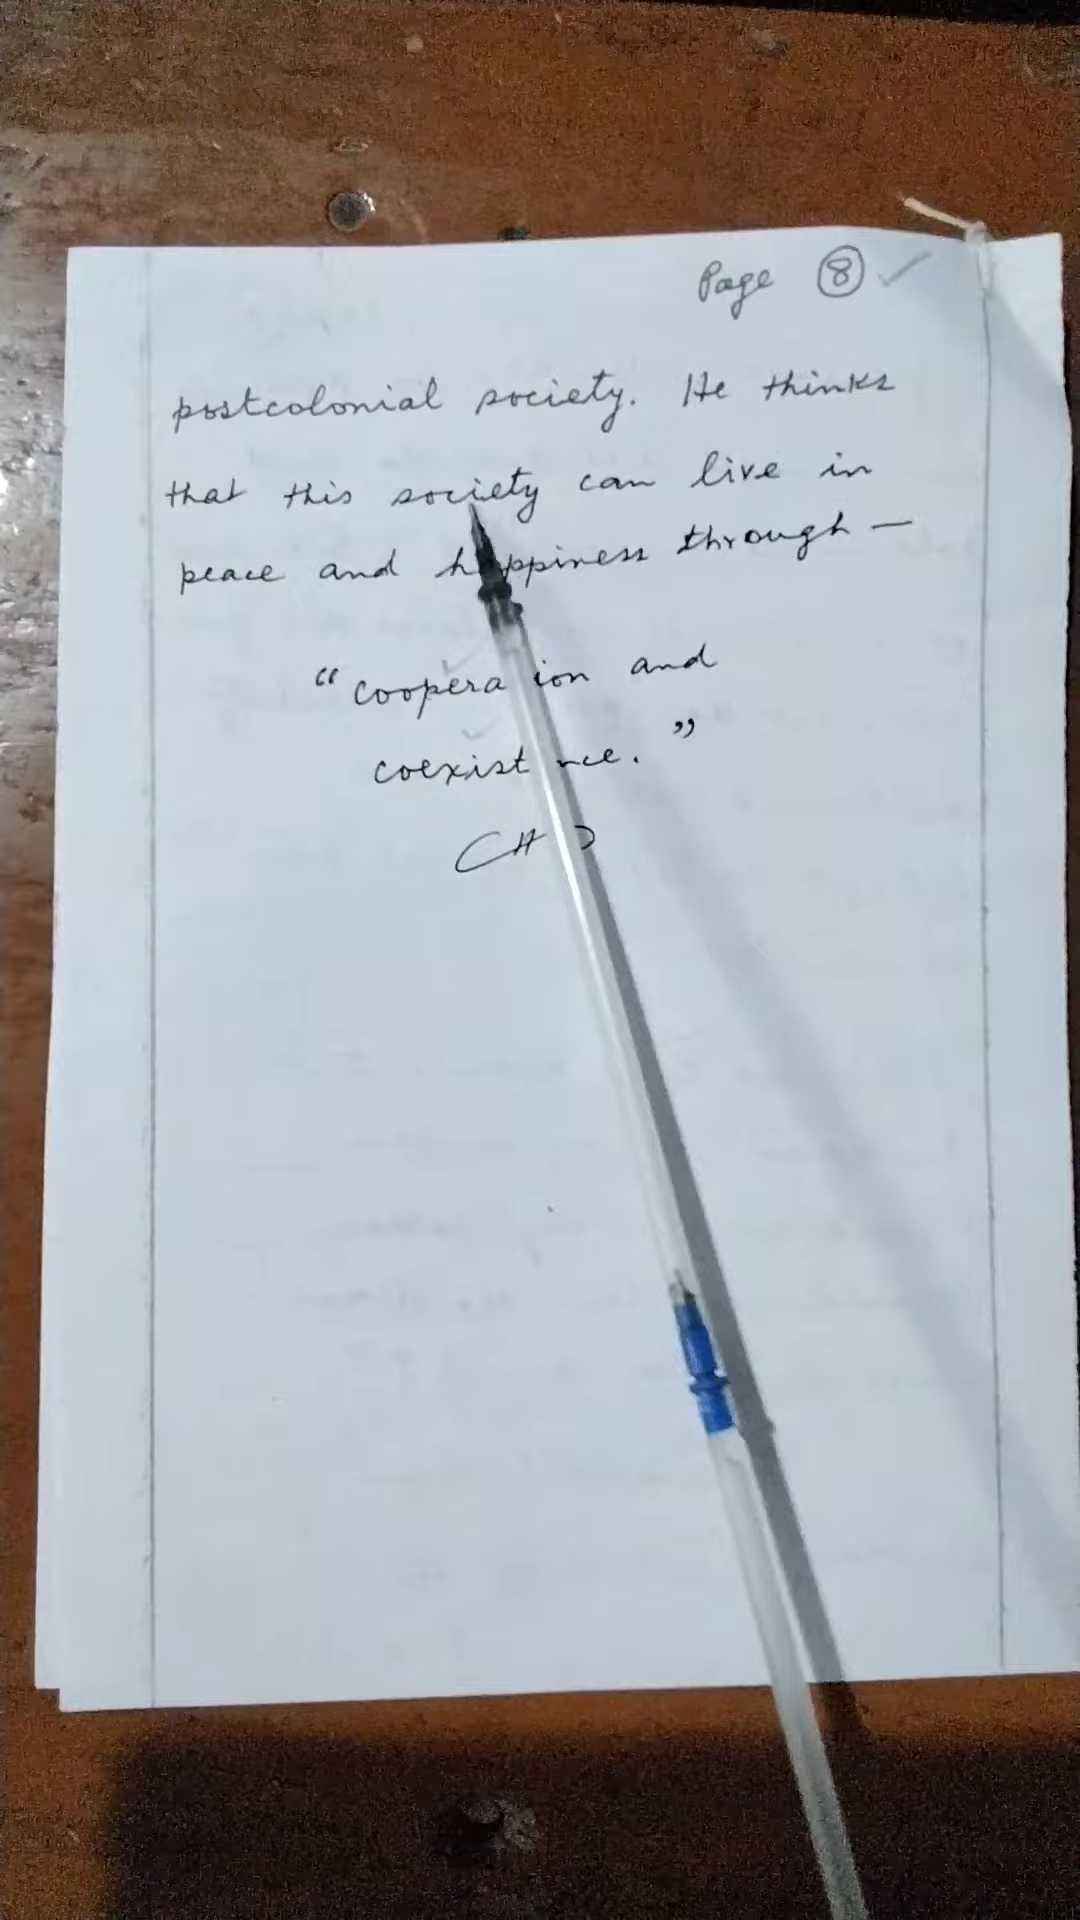 Page 8
postcolonial society. He thinks
that this society can live in
peace and happiness through —
"cooperation and
coexistence."